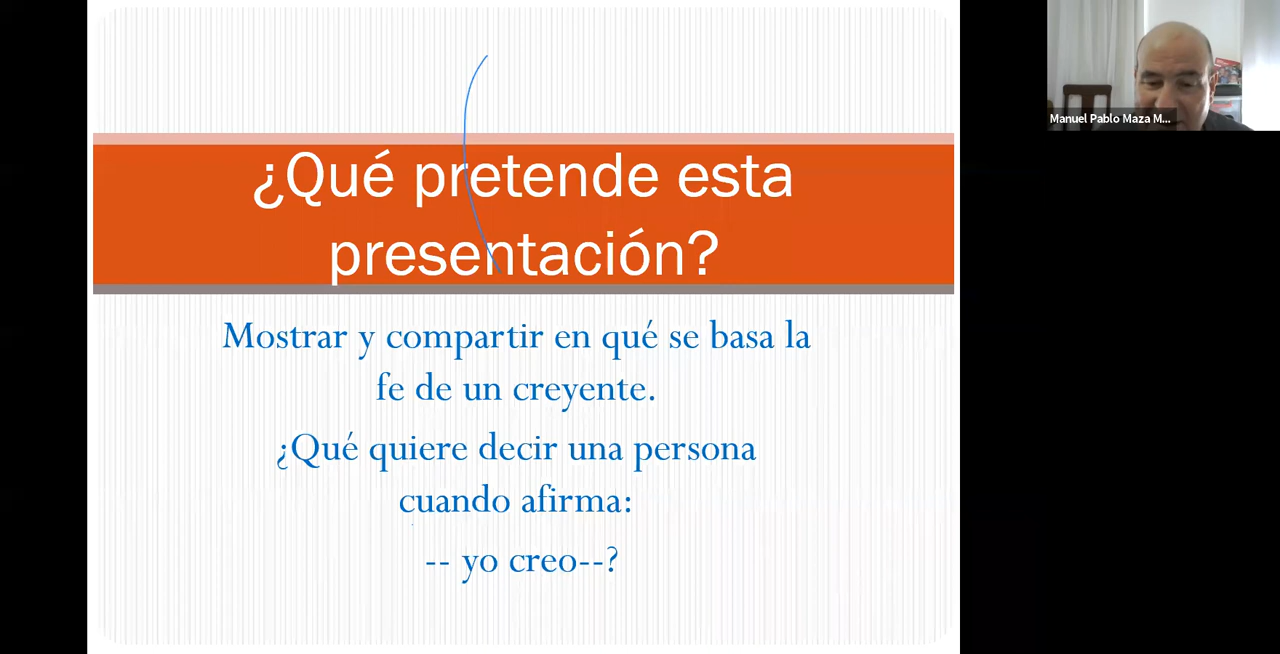 ¿Qué pretende esta
presentación?
Mostrar y compartir en qué se basa la
fe de un creyente.
¿Qué quiere decir una persona
cuando afirma:
-- yo creo--?
Manuel Pablo Maza M...